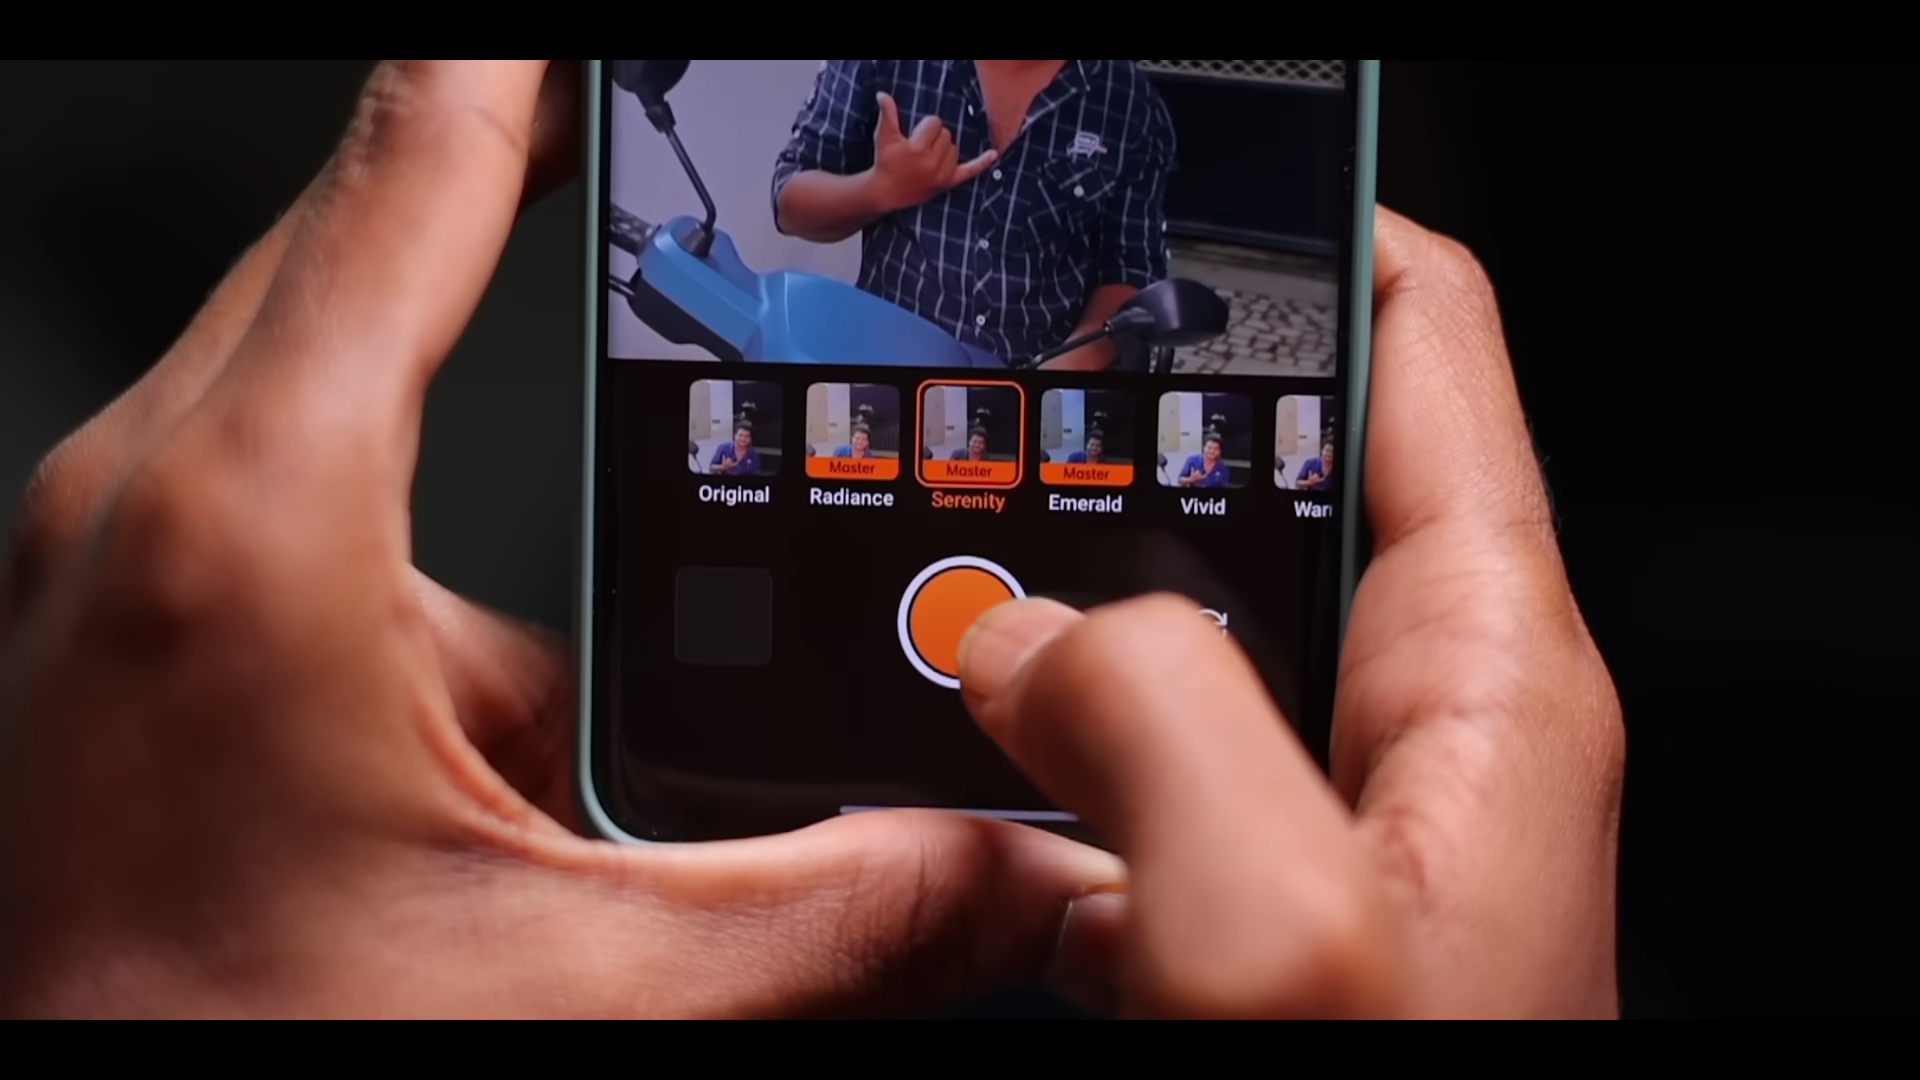 Master
Master
Master
Original
Radiance
Serenity
Emerald
Vivid